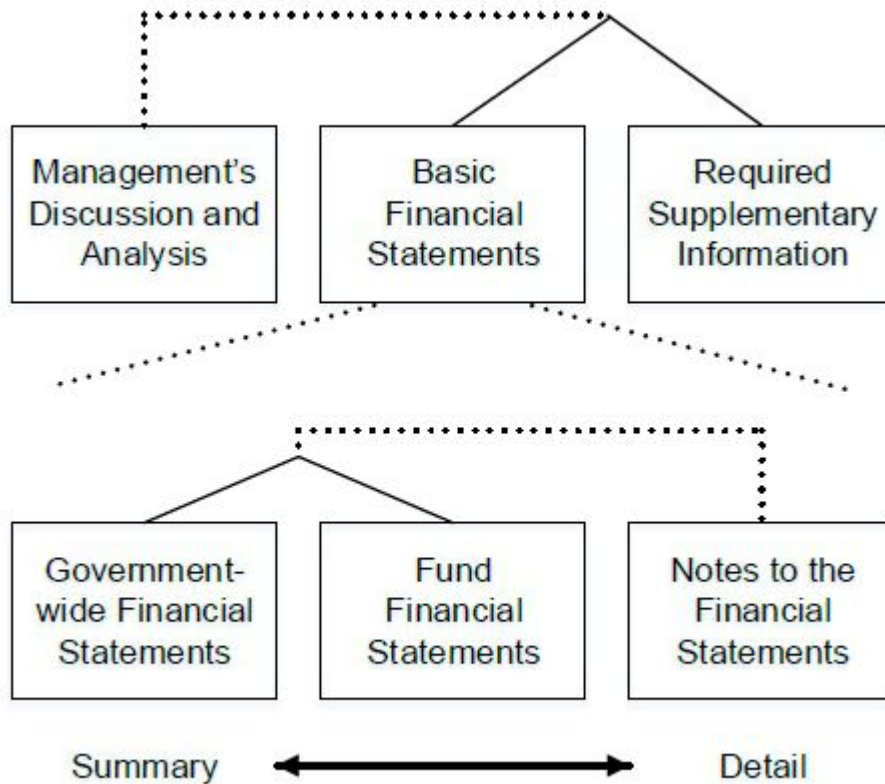 Management's
Discussion and
Analysis
Basic
Financial
Statements
Required
Supplementary
Information
Government-
wide Financial
Statements
Fund
Financial
Statements
Notes to the
Financial
Statements
Summary
Detail